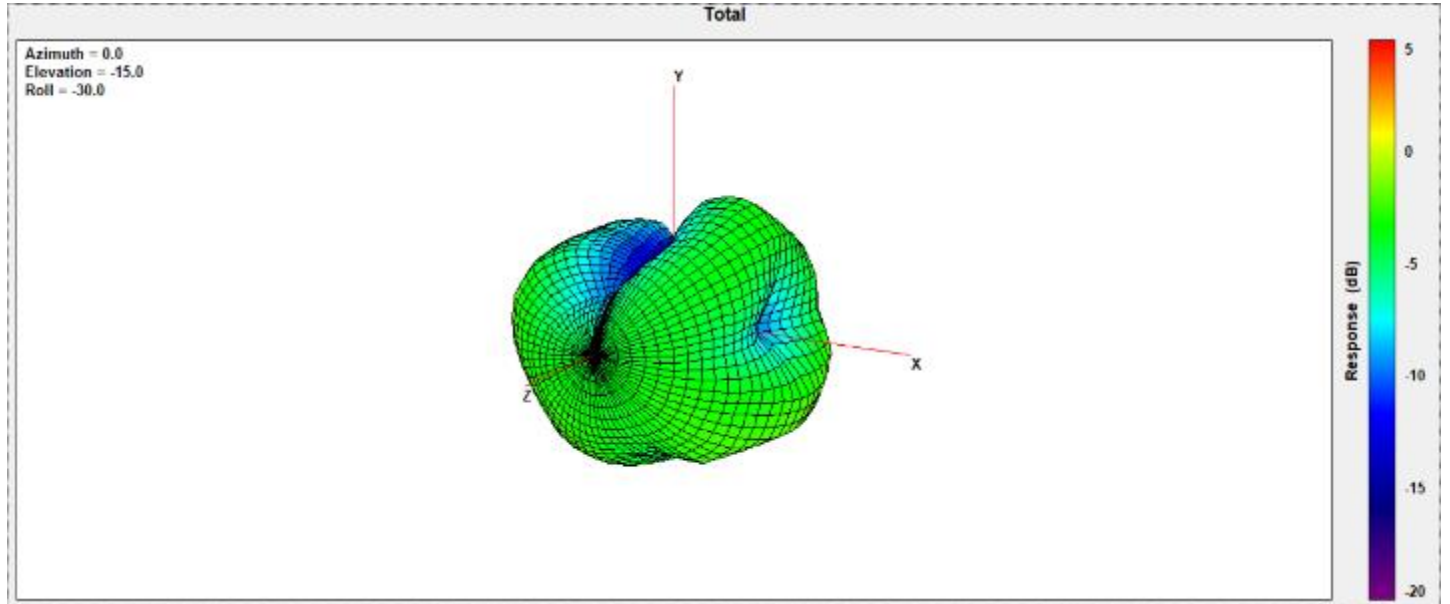 Total
Azimuth = 0.0
Elevation = -15.0
Roll = -30.0
Y
X
Z
5
0
-5
-10
-15
-20
Response (dB)